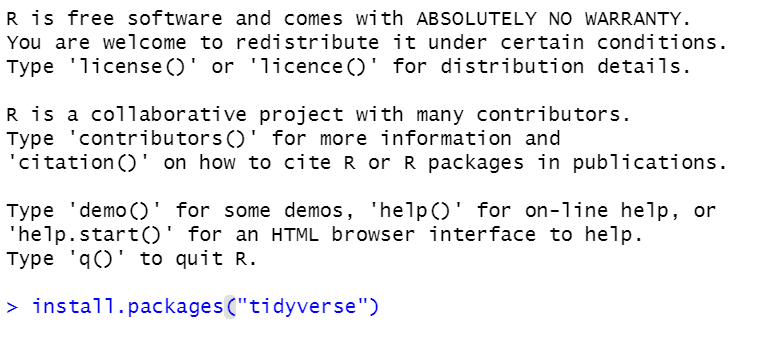 R is free software and comes with ABSOLUTELY NO WARRANTY.
You are welcome to redistribute it under certain conditions.
Type 'license()' or 'licence()' for distribution details.
R is a collaborative project with many contributors.
Type 'contributors()' for more information and
'citation()' on how to cite R or R packages in publications.
Type 'demo()' for some demos, 'help()' for on-line help, or
'help.start()' for an HTML browser interface to help.
Type 'q()' to quit R.
> install.packages("tidyverse")